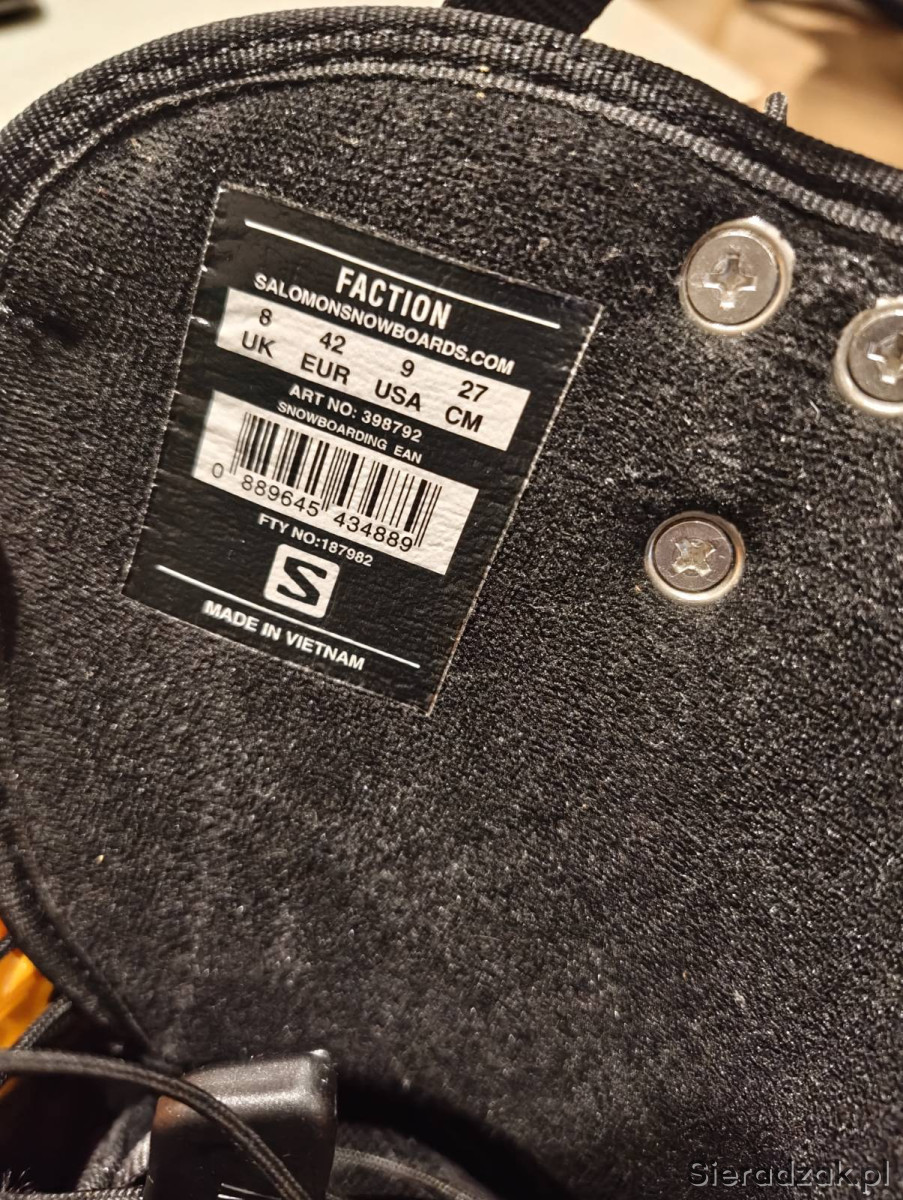 FACTION
SALOMONSNOWBOARDS.COM
8 42 9 27
UK EUR USA CM
ART NO: 398792
SNOWBOARDING EAN
0 889645 434889
FTY NO:187982
S
MADE IN VIETNAM
Sieradzak.pl